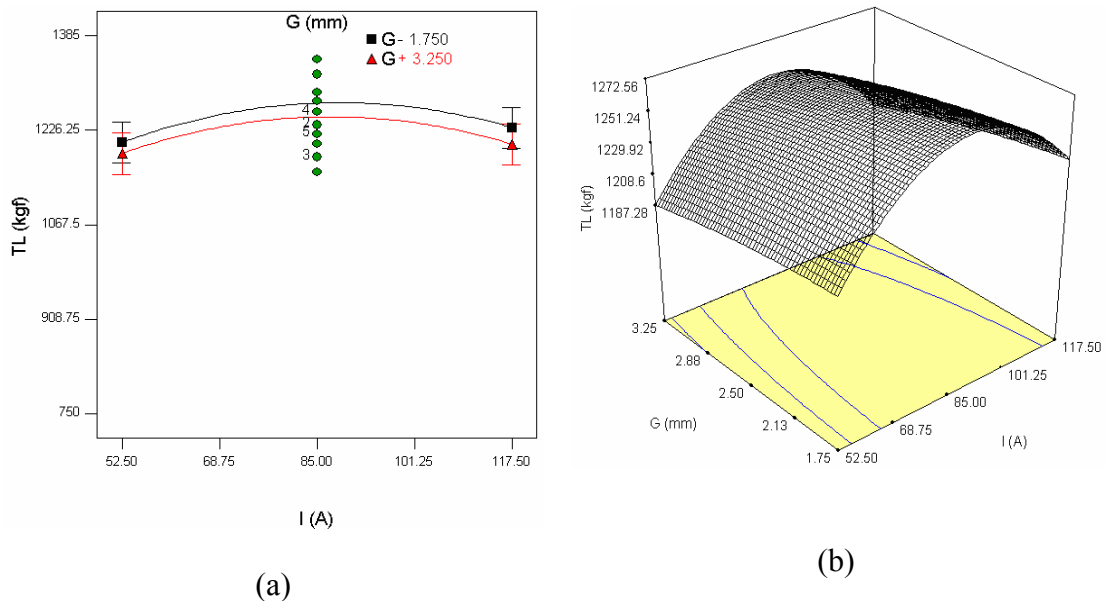 G (mm)
G- 1.750
G+ 3.250
TL (kgf)
1385
1226.25
1067.5
908.75
750
4
2
5
3
52.50
68.75
85.00
101.25
117.50
I (A)
(a)
TL (kgf)
1272.56
1251.24
1229.92
1208.6
1187.28
3.25
2.88
2.50
2.13
1.75
G (mm)
52.50
68.75
85.00
101.25
117.50
I (A)
(b)